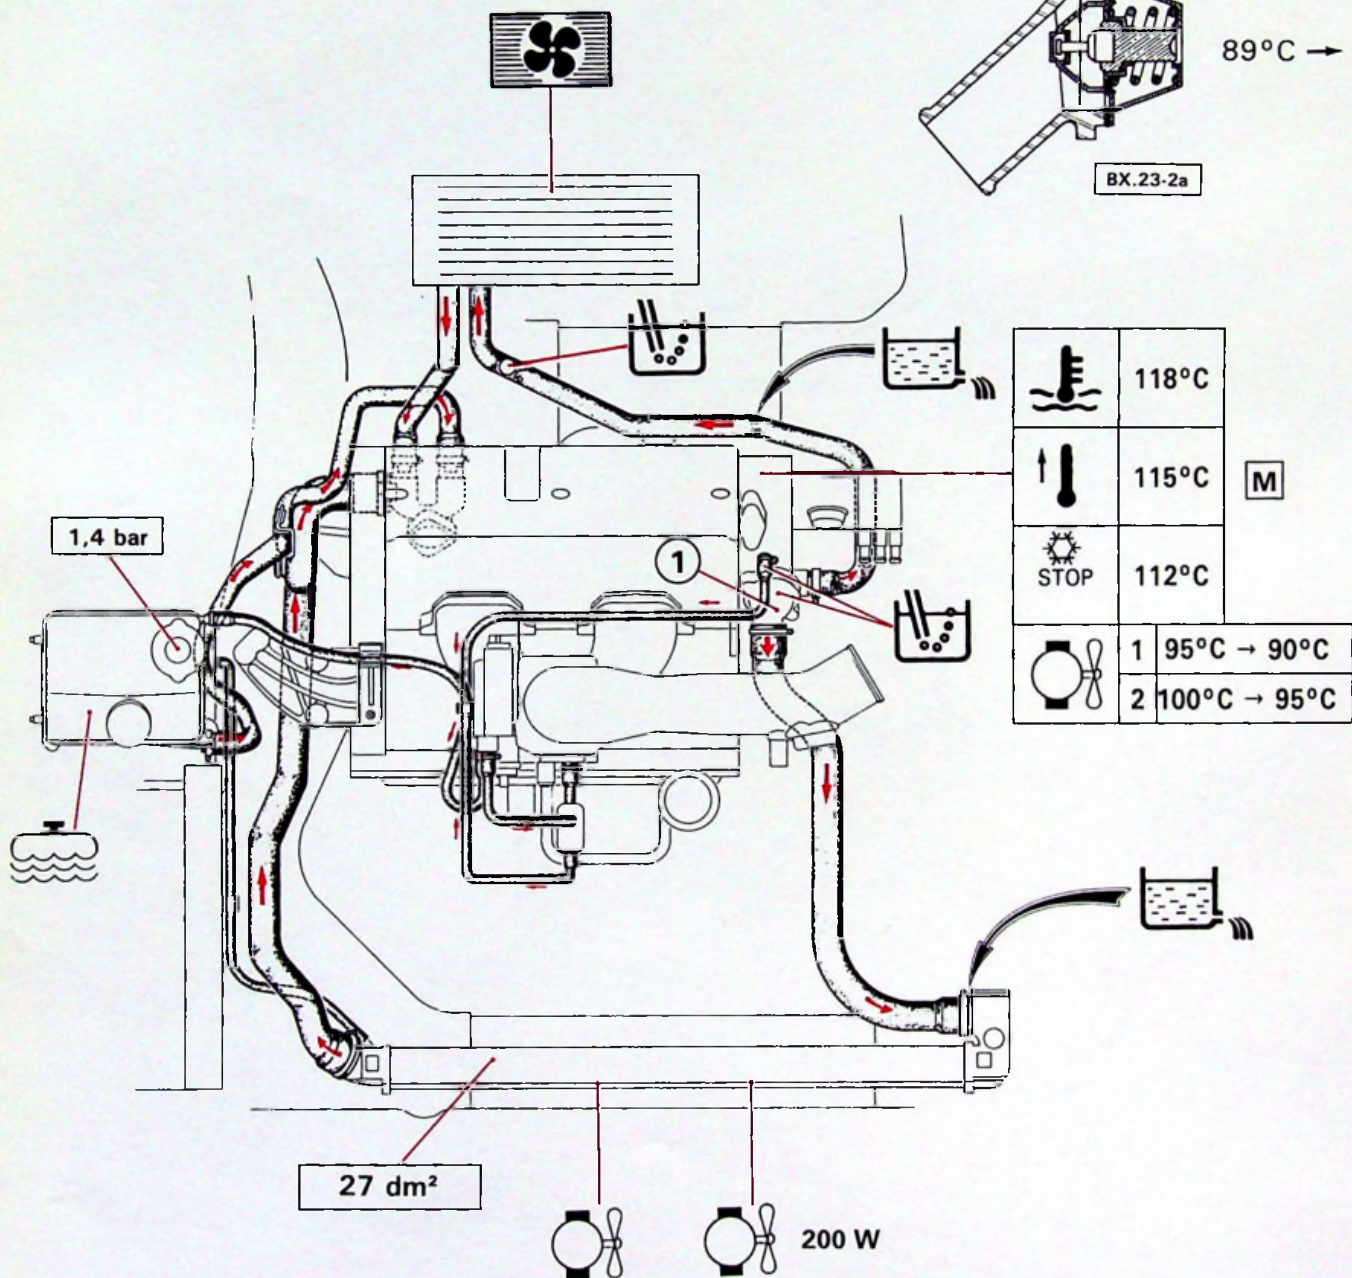 89°C →
BX.23-2a
118°C
115°C
M
STOP
112°C
1 95°C → 90°C
2 100°C → 95°C
1,4 bar
1
27 dm²
200 W